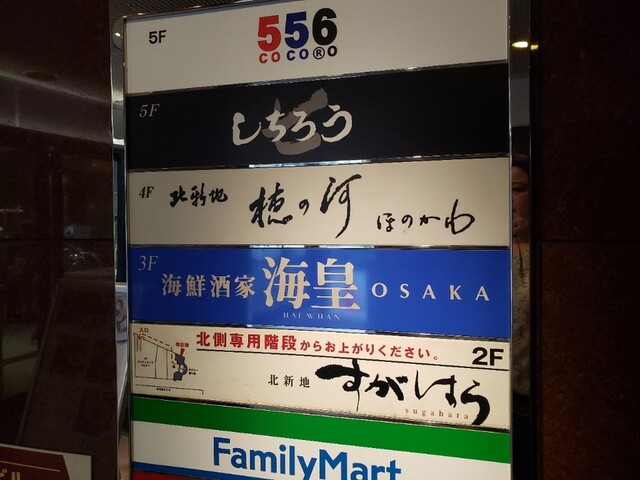 5F
556
COCORO
5F
しちろう
4F 北新地 穂の河 ほのかわ
3F
海鮮酒家 海皇 OSAKA
HAI WHAN
入口
北側専用階段からお上がりください。
2F
北新地 すがはら
sugahara
FamilyMart